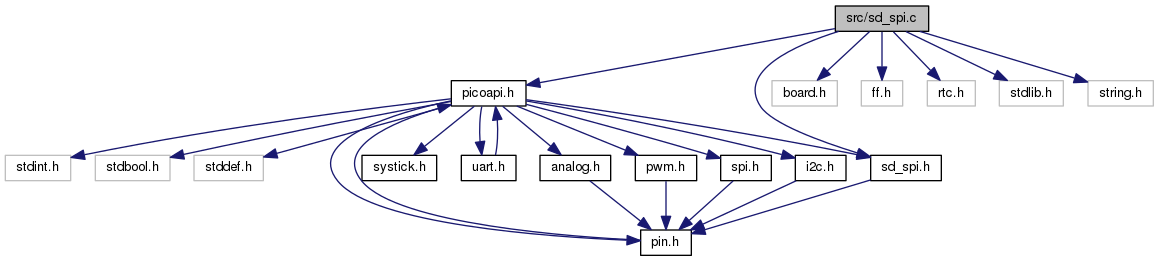 src/sd_spi.c
picoapi.h
board.h
ff.h
rtc.h
stdlib.h
string.h
stdint.h
stdbool.h
stddef.h
systick.h
uart.h
analog.h
pwm.h
spi.h
i2c.h
sd_spi.h
pin.h